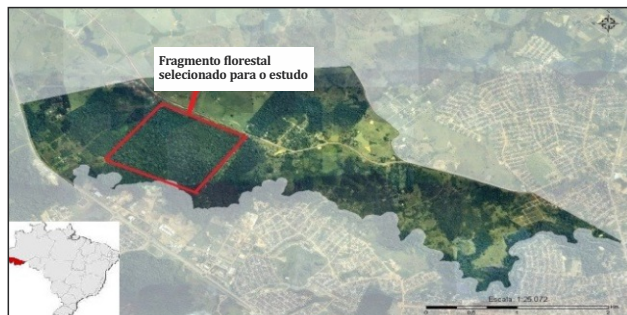 Fragmento florestal
selecionado para o estudo
Escala: 1:25.072